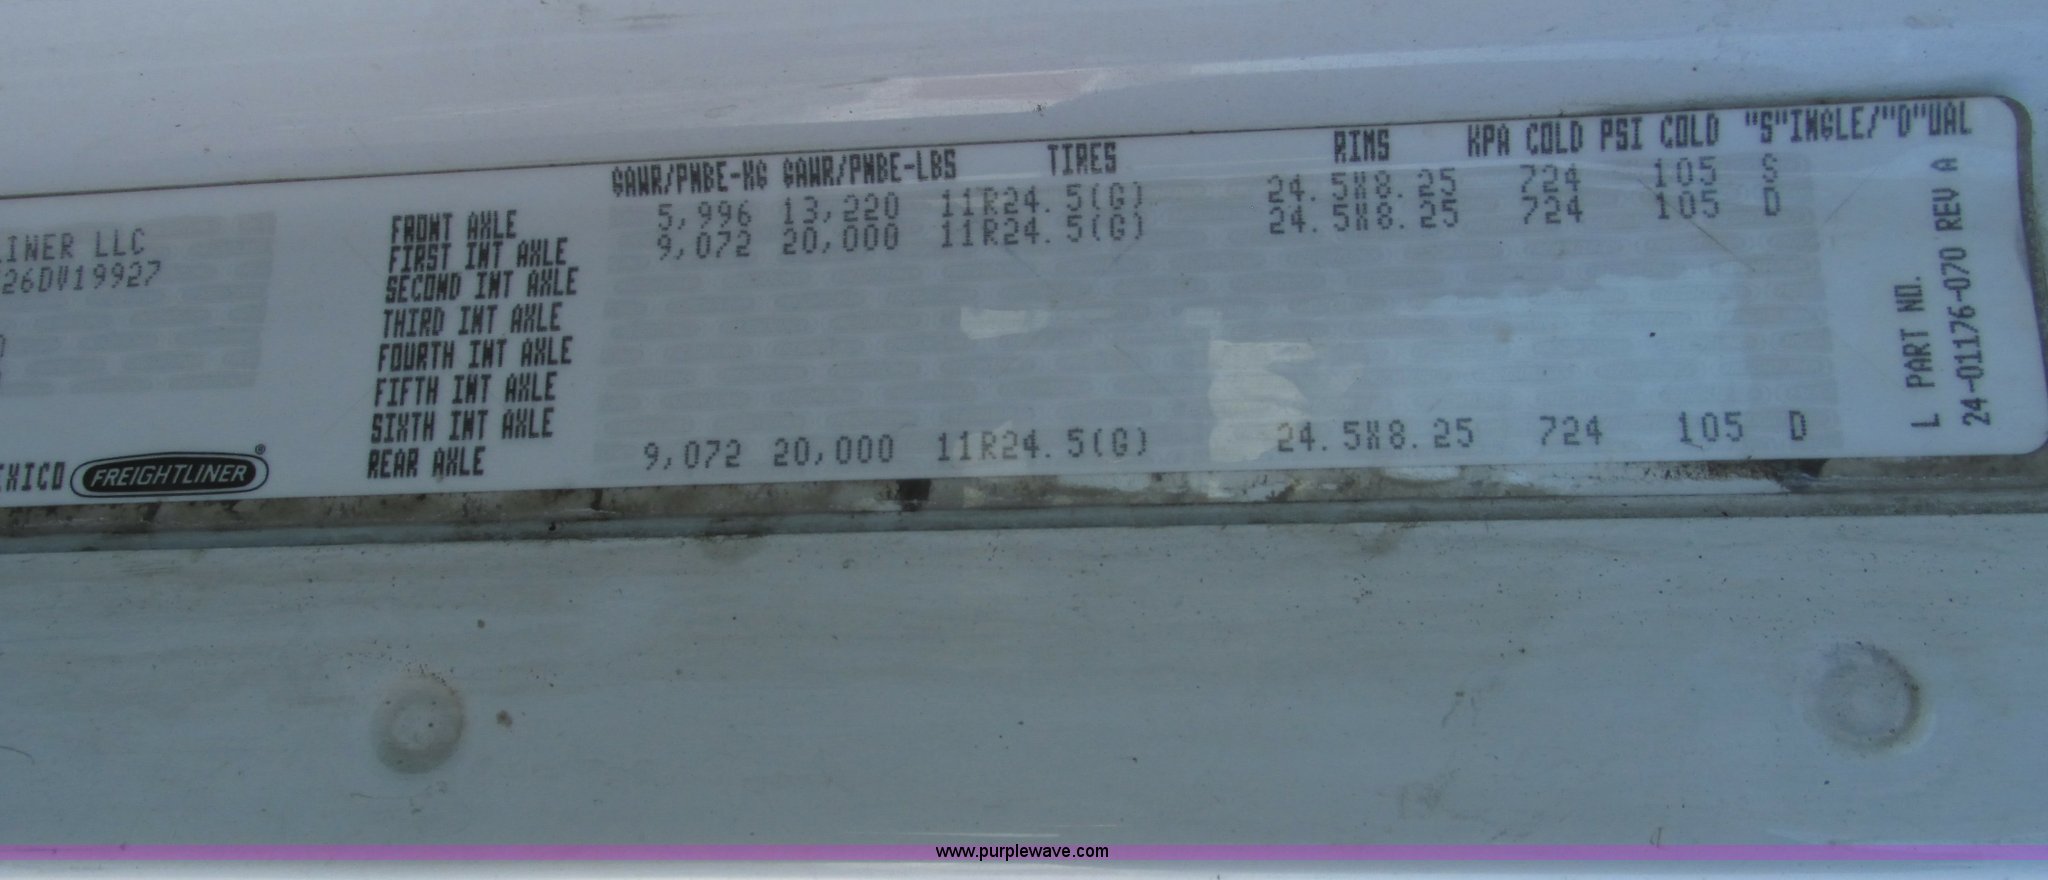 GAWR/PNBE-KG GAWR/PNBE-LBS TIRES RIMS KPA COLD PSI COLD "S"INGLE/"D"UAL
FRONT AXLE 5,996 13,220 11R24.5(G) 24.5X8.25 724 105 S
FIRST INT AXLE 9,072 20,000 11R24.5(G) 24.5X8.25 724 105 D
SECOND INT AXLE
THIRD INT AXLE
FOURTH INT AXLE
FIFTH INT AXLE
SIXTH INT AXLE
REAR AXLE 9,072 20,000 11R24.5(G) 24.5X8.25 724 105 D
LINER LLC
26DV19927
EXICO FREIGHTLINER®
L PART NO.
24-01176-070 REV A
www.purplewave.com